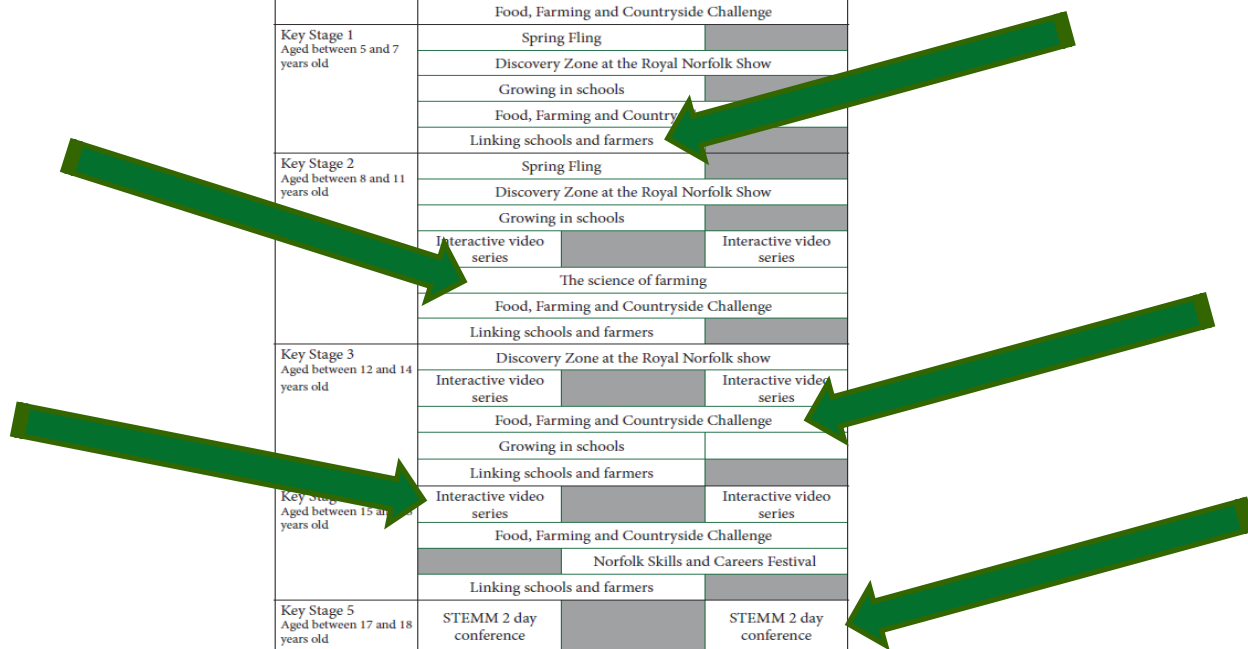 Food, Farming and Countryside Challenge
Key Stage 1
Aged between 5 and 7
years old
Spring Fling
Discovery Zone at the Royal Norfolk Show
Growing in schools
Food, Farming and Country
Linking schools and farmers
Key Stage 2
Aged between 8 and 11
years old
Spring Fling
Discovery Zone at the Royal Norfolk Show
Growing in schools
Interactive video
series
Interactive video
series
The science of farming
Food, Farming and Countryside Challenge
Linking schools and farmers
Key Stage 3
Aged between 12 and 14
years old
Discovery Zone at the Royal Norfolk show
Interactive video
series
Interactive video
series
Food, Farming and Countryside Challenge
Growing in schools
Linking schools and farmers
Key
Aged between 15
years old
Interactive video
series
Interactive video
series
Food, Farming and Countryside Challenge
Norfolk Skills and Careers Festival
Linking schools and farmers
Key Stage 5
Aged between 17 and 18
years old
STEMM 2 day
conference
STEMM 2 day
conference